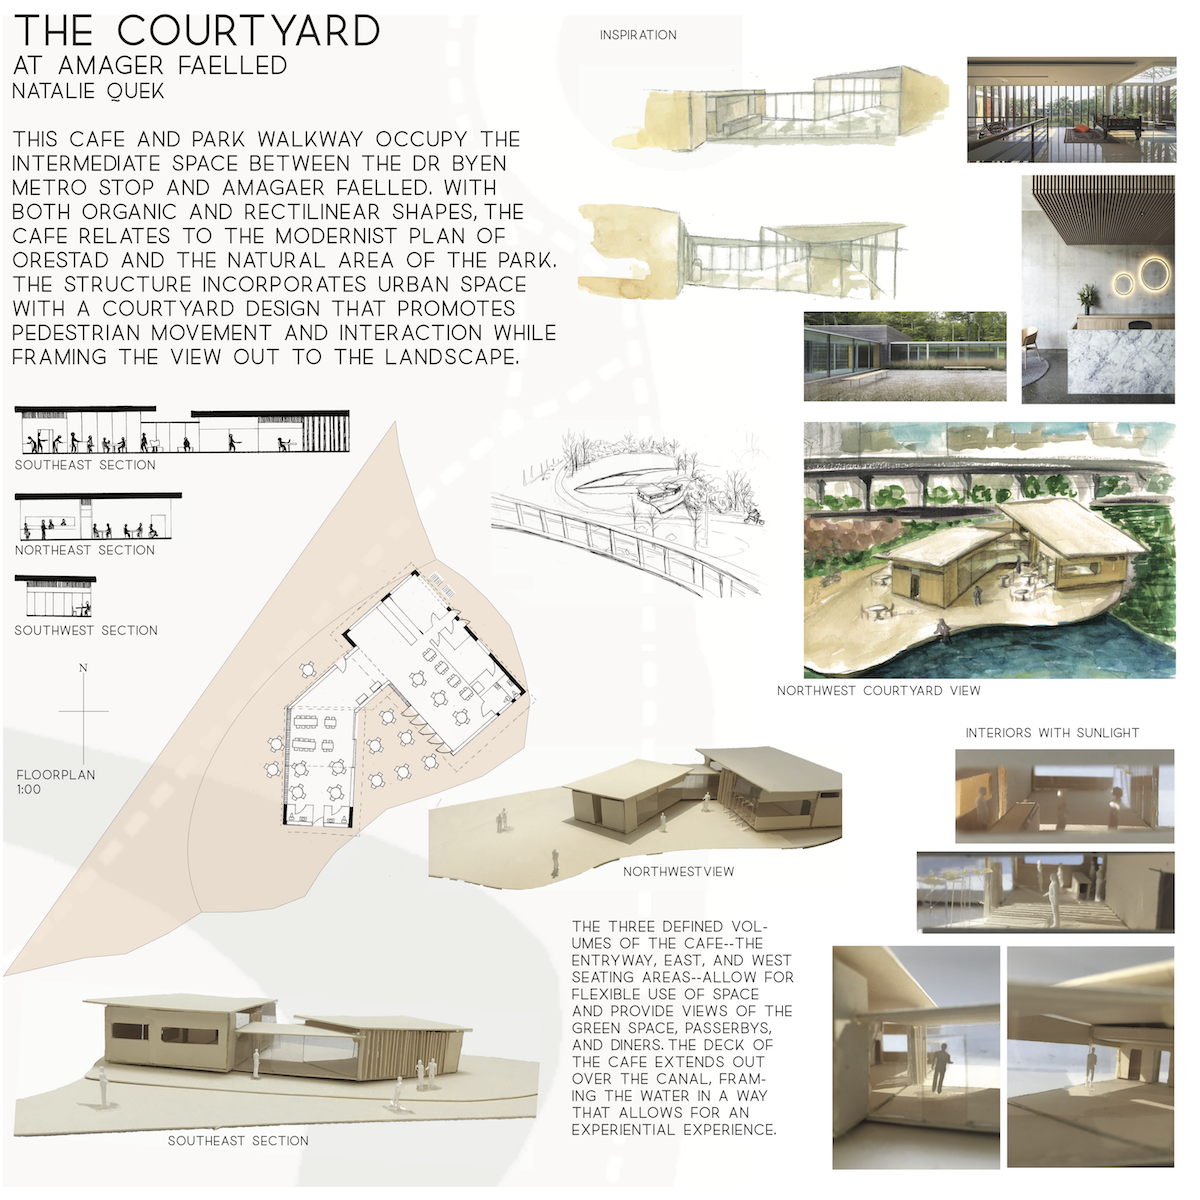 THE COURTYARD
AT AMAGER FAELLED
NATALIE QUEK
THIS CAFE AND PARK WALKWAY OCCUPY THE
INTERMEDIATE SPACE BETWEEN THE DR BYEN
METRO STOP AND AMAGAER FAELLED. WITH
BOTH ORGANIC AND RECTILINEAR SHAPES, THE
CAFE RELATES TO THE MODERNIST PLAN OF
ORESTAD AND THE NATURAL AREA OF THE PARK.
THE STRUCTURE INCORPORATES URBAN SPACE
WITH A COURTYARD DESIGN THAT PROMOTES
PEDESTRIAN MOVEMENT AND INTERACTION WHILE
FRAMING THE VIEW OUT TO THE LANDSCAPE.
INSPIRATION
SOUTHEAST SECTION
NORTHEAST SECTION
SOUTHWEST SECTION
N
FLOORPLAN
1:00
NORTHWEST COURTYARD VIEW
INTERIORS WITH SUNLIGHT
NORTHWESTVIEW
THE THREE DEFINED VOL-
UMES OF THE CAFE--THE
ENTRYWAY, EAST, AND WEST
SEATING AREAS--ALLOW FOR
FLEXIBLE USE OF SPACE
AND PROVIDE VIEWS OF THE
GREEN SPACE, PASSERBYS,
AND DINERS. THE DECK OF
THE CAFE EXTENDS OUT
OVER THE CANAL, FRAM-
ING THE WATER IN A WAY
THAT ALLOWS FOR AN
EXPERIENTIAL EXPERIENCE.
SOUTHEAST SECTION